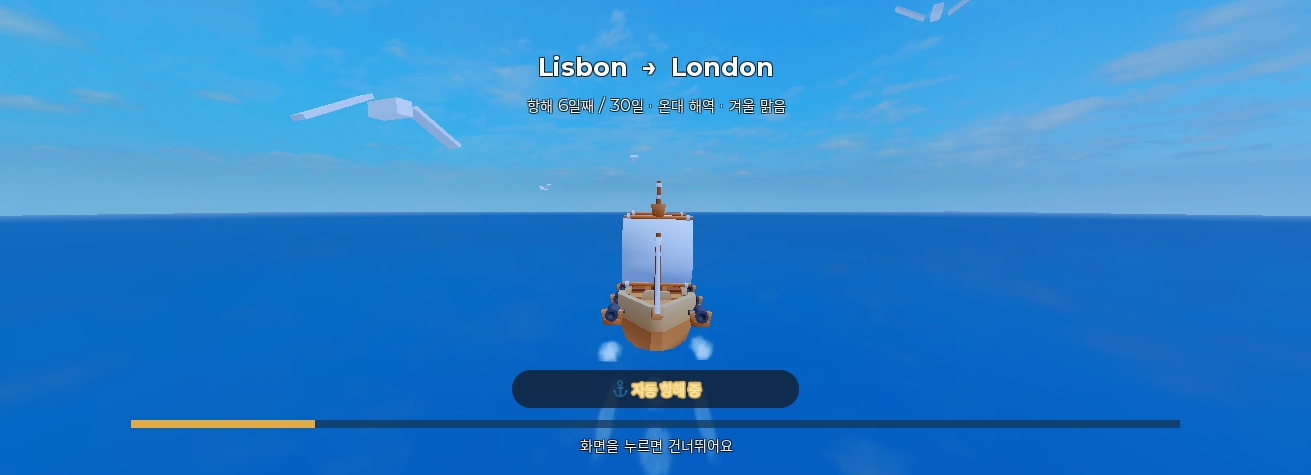 Lisbon → London
항해 6일째 / 30일 · 온대 해역 · 겨울 맑음
⚓ 자동 항해 중
화면을 누르면 건너뛰어요